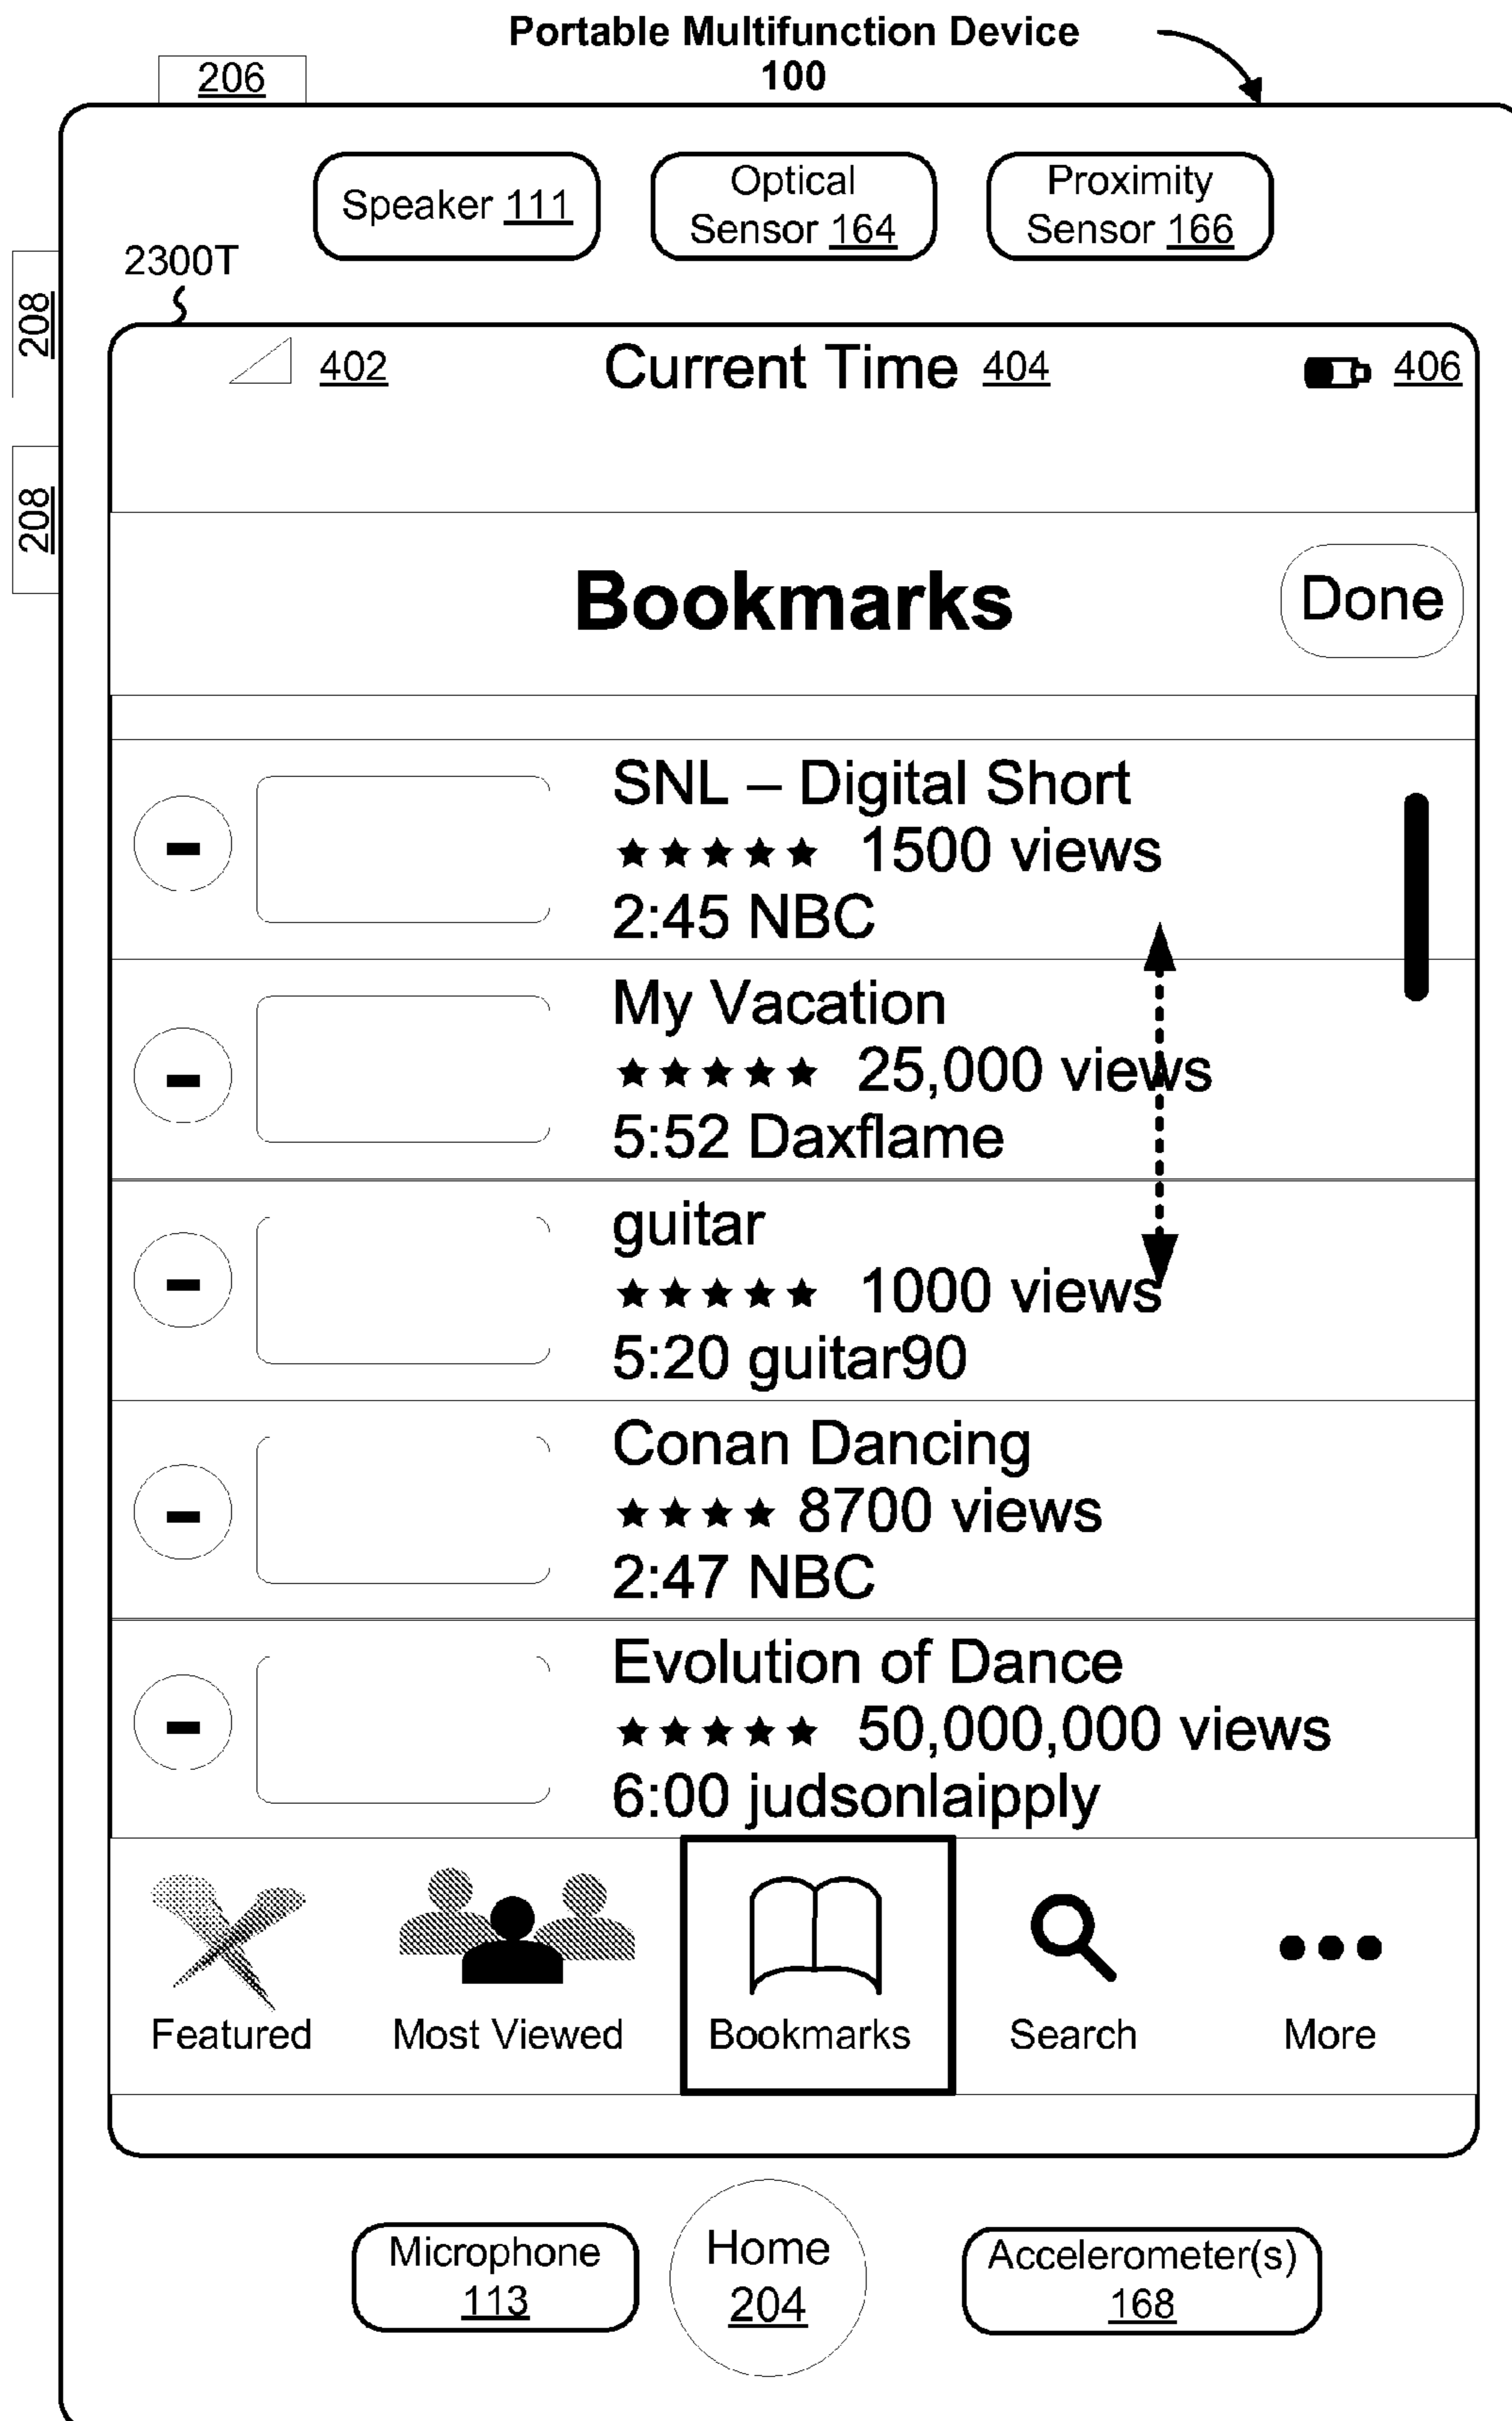 Portable Multifunction Device
100
206
Speaker 111
Optical
Sensor 164
Proximity
Sensor 166
2300T
208
208
402
Current Time 404
406
Bookmarks
Done
SNL – Digital Short
★★★★★ 1500 views
2:45 NBC
My Vacation
★★★★★ 25,000 views
5:52 Daxflame
guitar
★★★★★ 1000 views
5:20 guitar90
Conan Dancing
★★★★ 8700 views
2:47 NBC
Evolution of Dance
★★★★★ 50,000,000 views
6:00 judsonlaipply
Featured
Most Viewed
Bookmarks
Search
More
Microphone
113
Home
204
Accelerometer(s)
168